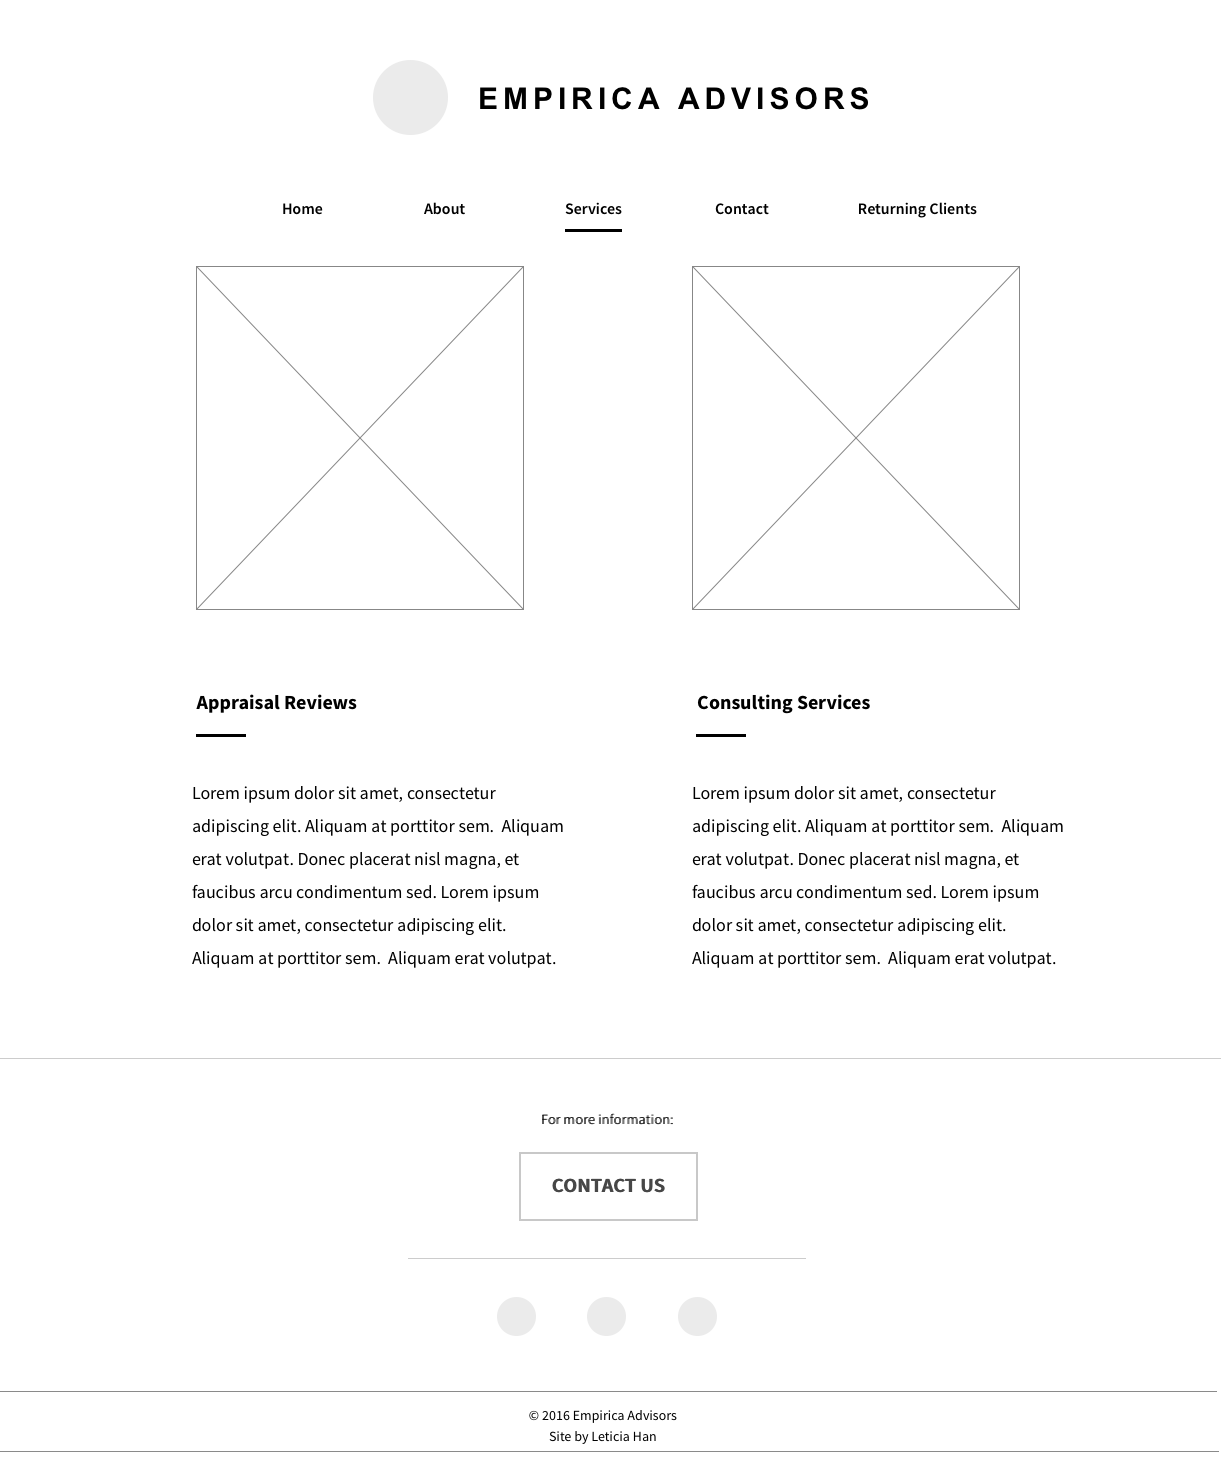 EMPIRICA ADVISORS
Home About Services Contact Returning Clients
Appraisal Reviews
Lorem ipsum dolor sit amet, consectetur
adipiscing elit. Aliquam at porttitor sem.  Aliquam
erat volutpat. Donec placerat nisl magna, et
faucibus arcu condimentum sed. Lorem ipsum
dolor sit amet, consectetur adipiscing elit.
Aliquam at porttitor sem.  Aliquam erat volutpat.
Consulting Services
Lorem ipsum dolor sit amet, consectetur
adipiscing elit. Aliquam at porttitor sem.  Aliquam
erat volutpat. Donec placerat nisl magna, et
faucibus arcu condimentum sed. Lorem ipsum
dolor sit amet, consectetur adipiscing elit.
Aliquam at porttitor sem.  Aliquam erat volutpat.
For more information:
CONTACT US
© 2016 Empirica Advisors
Site by Leticia Han